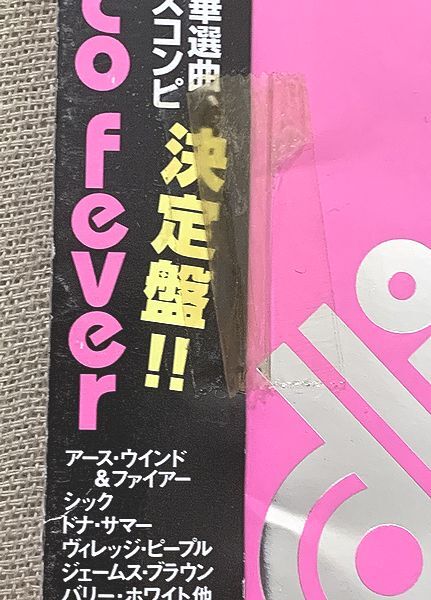 華選曲、
スコンピ
決定盤!!
co fever
アース・ウインド
＆ファイアー
シック
ドナ・サマー
ヴィレッジ・ピープル
ジェームス・ブラウン
バリー・ホワイト他
di